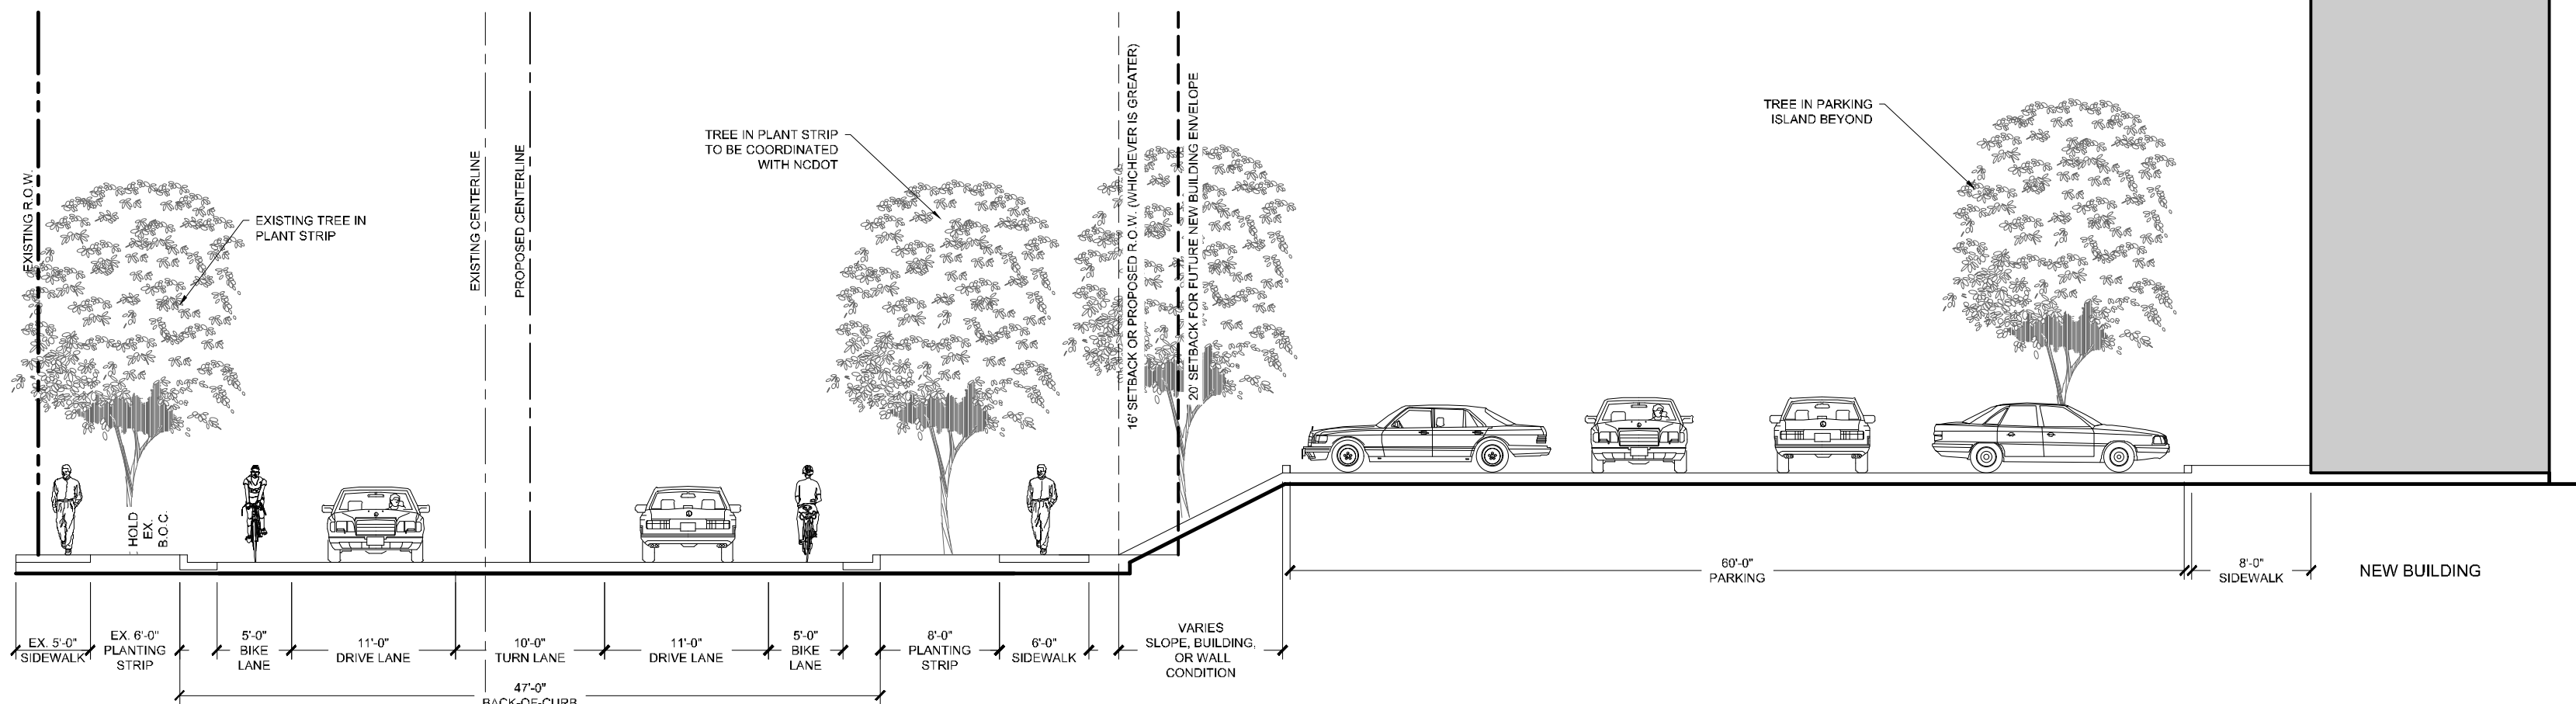 EXISTING R.O.W.
EXISTING TREE IN
PLANT STRIP
EXISTING CENTERLINE
PROPOSED CENTERLINE
TREE IN PLANT STRIP
TO BE COORDINATED
WITH NCDOT
16' SETBACK OR PROPOSED R.O.W. (WHICHEVER IS GREATER)
20' SETBACK FOR FUTURE NEW BUILDING ENVELOPE
TREE IN PARKING
ISLAND BEYOND
HOLD
EX.
B.O.C.
EX. 5'-0"
SIDEWALK
EX. 6'-0"
PLANTING
STRIP
5'-0"
BIKE
LANE
11'-0"
DRIVE LANE
10'-0"
TURN LANE
11'-0"
DRIVE LANE
5'-0"
BIKE
LANE
8'-0"
PLANTING
STRIP
6'-0"
SIDEWALK
VARIES
SLOPE, BUILDING,
OR WALL
CONDITION
60'-0"
PARKING
8'-0"
SIDEWALK
NEW BUILDING
47'-0"
BACK-OF-CURB